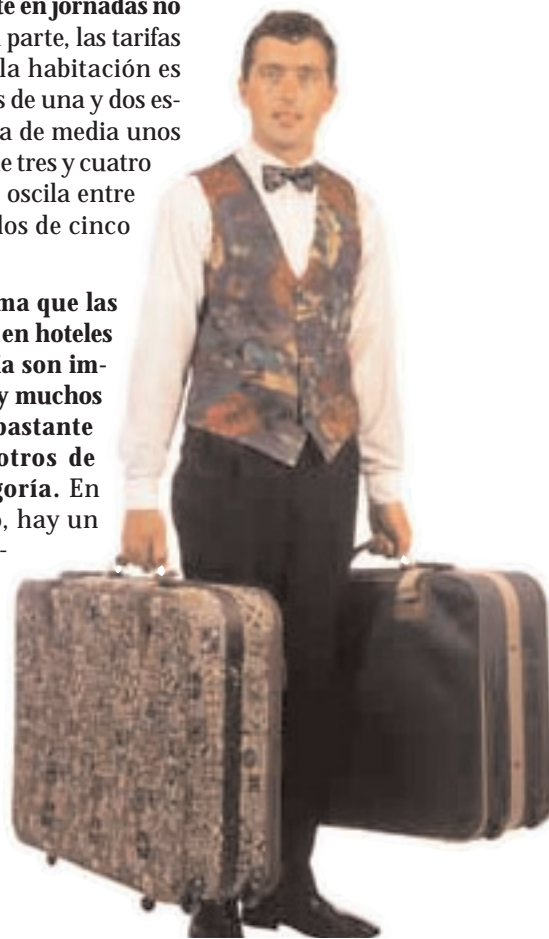 te en jornadas no
parte, las tarifas
la habitación es
s de una y dos es-
a de media unos
e tres y cuatro
oscila entre
los de cinco
ma que las
en hoteles
ía son im-
y muchos
bastante
otros de
goría. En
o, hay un
-